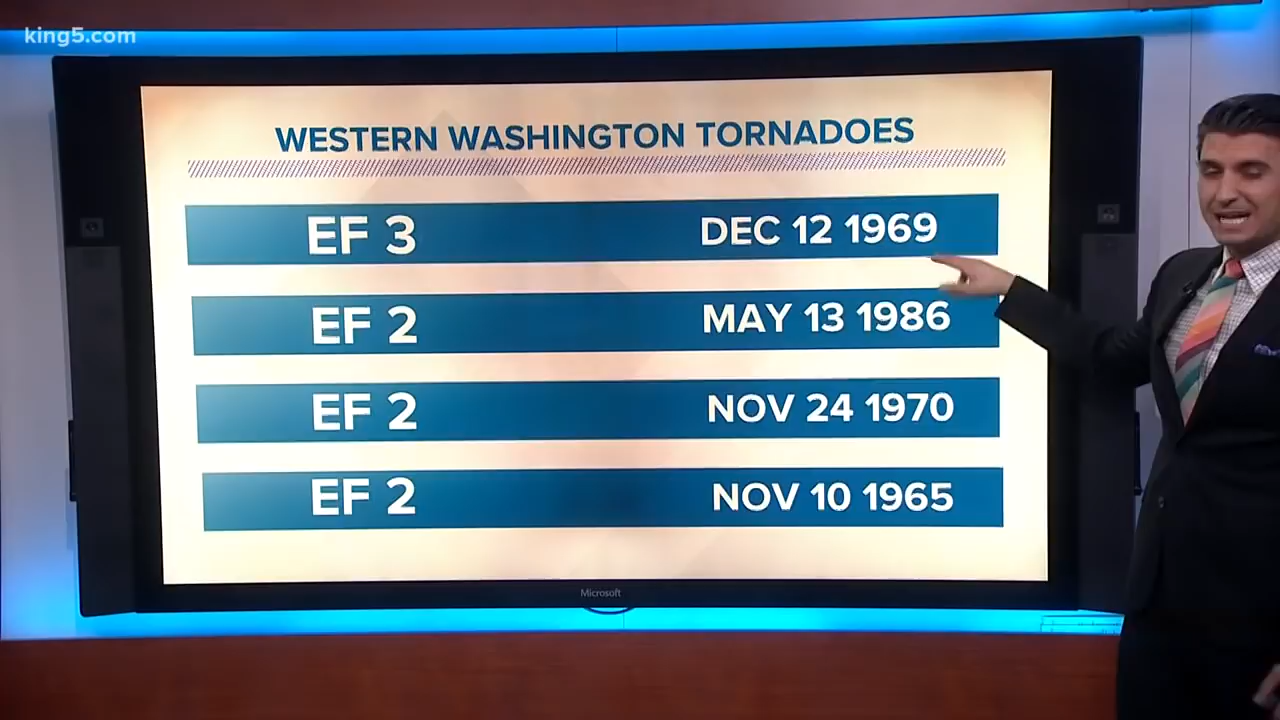 king5.com
WESTERN WASHINGTON TORNADOES
EF 3 DEC 12 1969
EF 2 MAY 13 1986
EF 2 NOV 24 1970
EF 2 NOV 10 1965
Microsoft